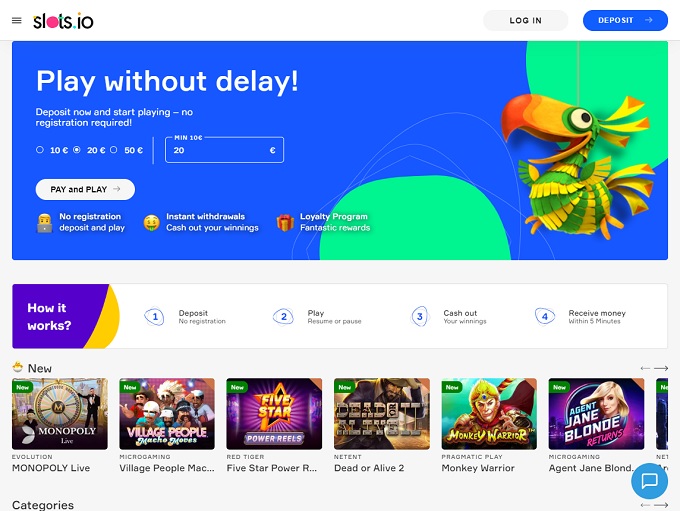 slots.io
LOG IN
DEPOSIT
Play without delay!
Deposit now and start playing – no
registration required!
10 € 20 € 50 €
MIN 10€
20 €
PAY and PLAY
No registration
deposit and play
Instant withdrawals
Cash out your winnings
Loyalty Program
Fantastic rewards
How it
works?
1
Deposit
No registration
2
Play
Resume or pause
3
Cash out
Your winnings
4
Receive money
Within 5 Minutes
New
New
MONOPOLY
Live
EVOLUTION
MONOPOLY Live
New
VILLAGE PEOPLE
Macho Moves
MICROGAMING
Village People Mac...
New
FIVE
STAR
POWER REELS
RED TIGER
Five Star Power R...
New
DEAD OR
ALIVE II
NETENT
Dead or Alive 2
New
MONKEY WARRIOR
PRAGMATIC PLAY
Monkey Warrior
New
AGENT
JANE
BLONDE
RETURNS
MICROGAMING
Agent Jane Blond...
Categories